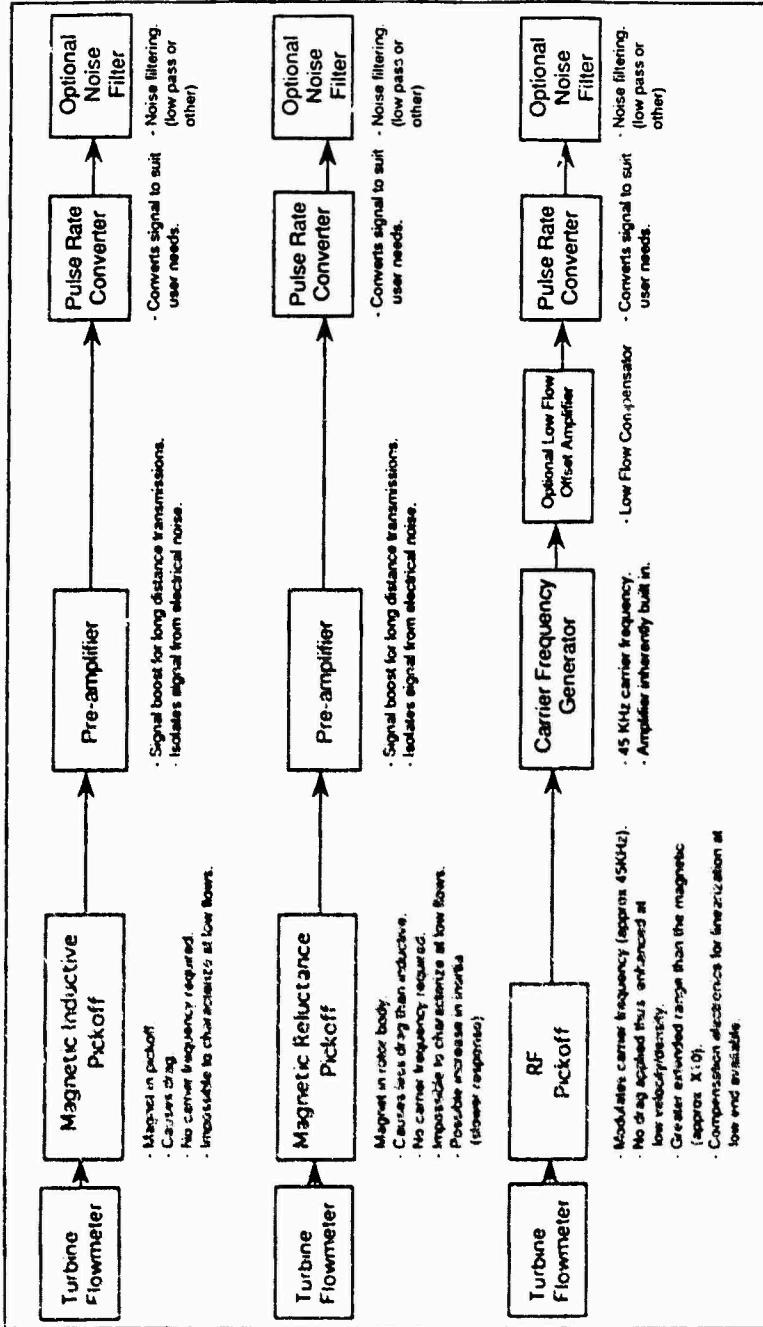 Turbine
Flowmeter
Magnetic Inductive
Pickoff
- Magnet in pickoff
- Causes drag
- No carrier frequency required.
- Impossible to characterize at low flows.
Pre-amplifier
- Signal boost for long distance transmissions.
- Isolates signal from electrical noise.
Pulse Rate
Converter
- Converts signal to suit
user needs.
Optional
Noise
Filter
- Noise filtering.
(low pass or
other)
Turbine
Flowmeter
Magnetic Reluctance
Pickoff
Magnet in rotor body.
- Causes less drag than inductive.
- No carrier frequency required.
- Impossible to characterize at low flows.
- Possible increase in inertia
(slower response)
Pre-amplifier
- Signal boost for long distance transmissions.
- Isolates signal from electrical noise.
Pulse Rate
Converter
- Converts signal to suit
user needs.
Optional
Noise
Filter
- Noise filtering.
(low pass or
other)
Turbine
Flowmeter
RF
Pickoff
- Modulates carrier frequency (approx 45KHz).
- No drag applied thus enhanced at
low velocity/density.
- Greater extended range than the magnetic
(approx X10).
- Compensation electronics for linearization at
low end available.
Carrier Frequency
Generator
- 45 KHz carrier frequency.
- Amplifier inherently built in.
Optional Low Flow
Offset Amplifier
- Low Flow Compensator
Pulse Rate
Converter
- Converts signal to suit
user needs.
Optional
Noise
Filter
- Noise filtering.
(low pass or
other)